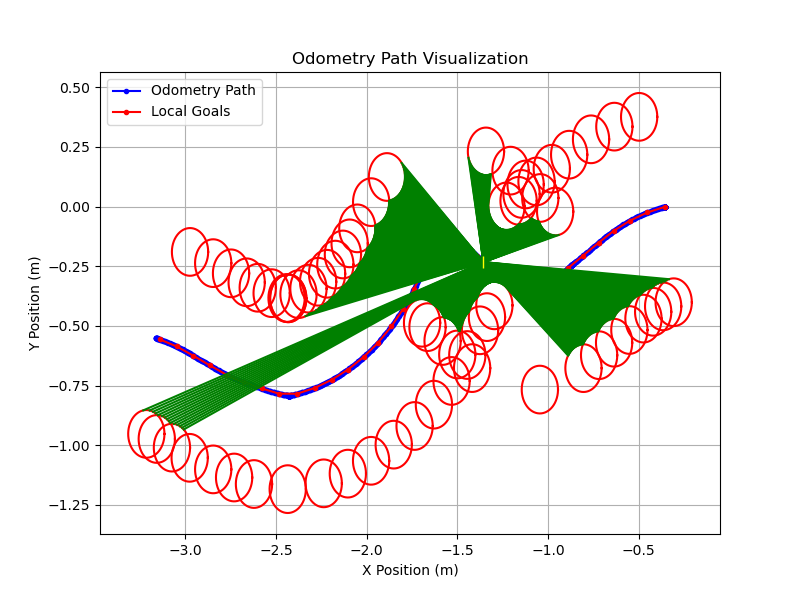 Odometry Path Visualization
Odometry Path
Local Goals
Y Position (m)
0.50
0.25
0.00
−0.25
−0.50
−0.75
−1.00
−1.25
−3.0 −2.5 −2.0 −1.5 −1.0 −0.5
X Position (m)